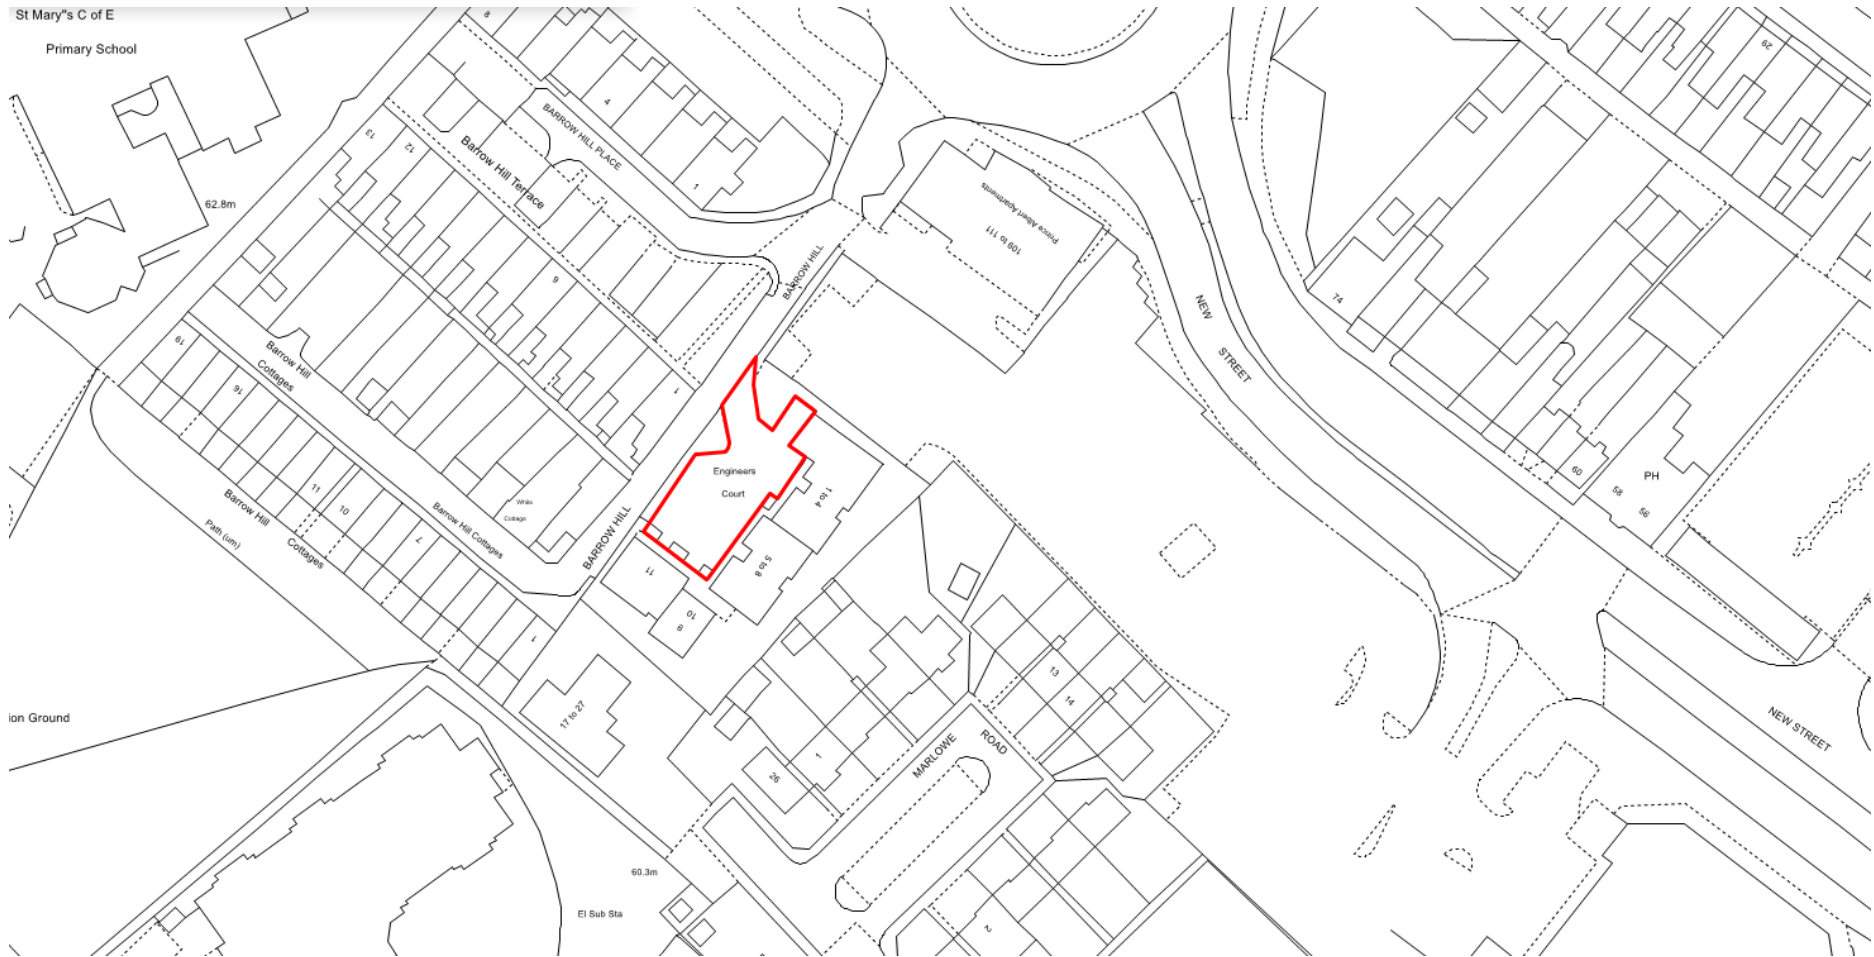 St Mary"s C of E
Primary School
8
29
4
BARROW HILL PLACE
13
12
Barrow Hill Terrace
1
62.8m
Prince Albert Apartments
109 to 111
BARROW HILL
6
74
NEW
STREET
19
Barrow Hill
Cottages
16
1
Engineers
Court
1 to 4
60
PH
58
56
11
10
Barrow Hill
Cottages
Path (um)
7
Barrow Hill Cottages
White
Cottage
BARROW HILL
5 to 8
11
10
9
1
13
14
17 to 27
ion Ground
NEW STREET
MARLOWE
ROAD
1
26
60.3m
El Sub Sta
2